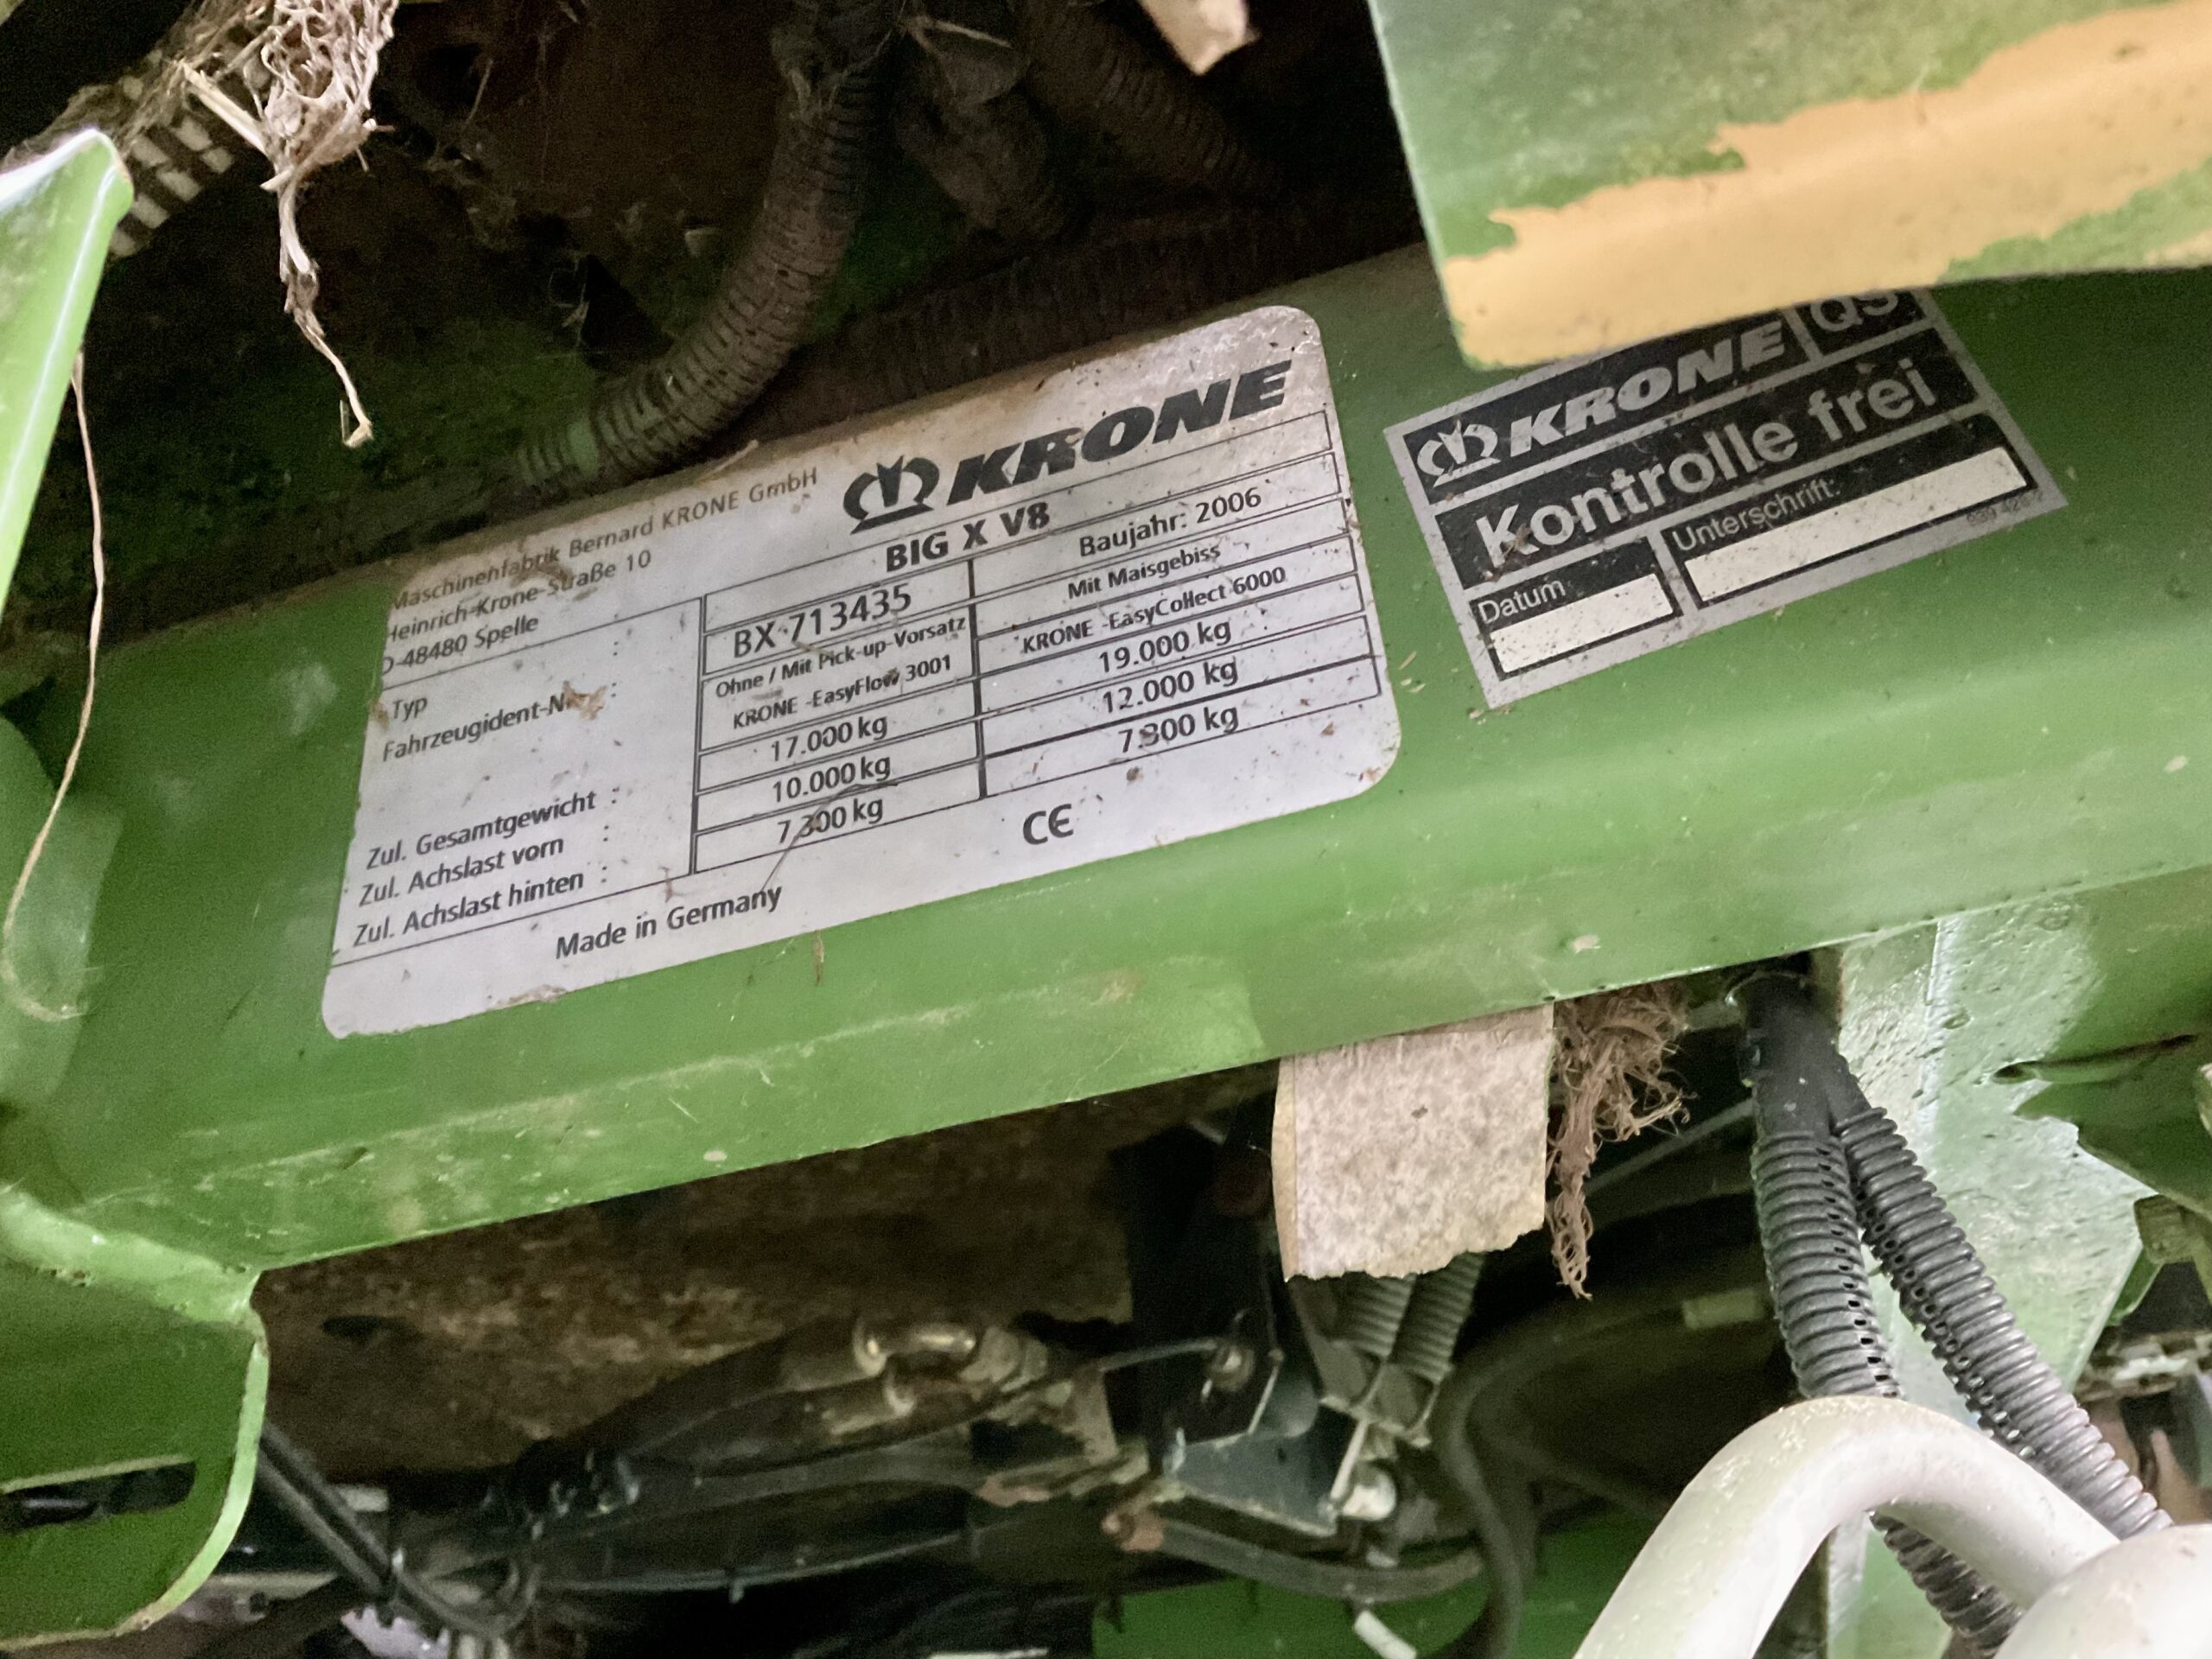 Maschinenfabrik Bernard KRONE GmbH
Heinrich-Krone-Straße 10
D-48480 Spelle
KRONE
Typ : BIG X V8
Fahrzeugident-Nr. : BX 713435 Baujahr: 2006
Ohne / Mit Pick-up-Vorsatz Mit Maisgebiss
KRONE -EasyFlow 3001 KRONE -EasyCollect 6000
Zul. Gesamtgewicht : 17.000 kg 19.000 kg
Zul. Achslast vorn : 10.000 kg 12.000 kg
Zul. Achslast hinten : 7.300 kg 7.300 kg
Made in Germany CE
KRONE QS
Kontrolle frei
Datum Unterschrift: